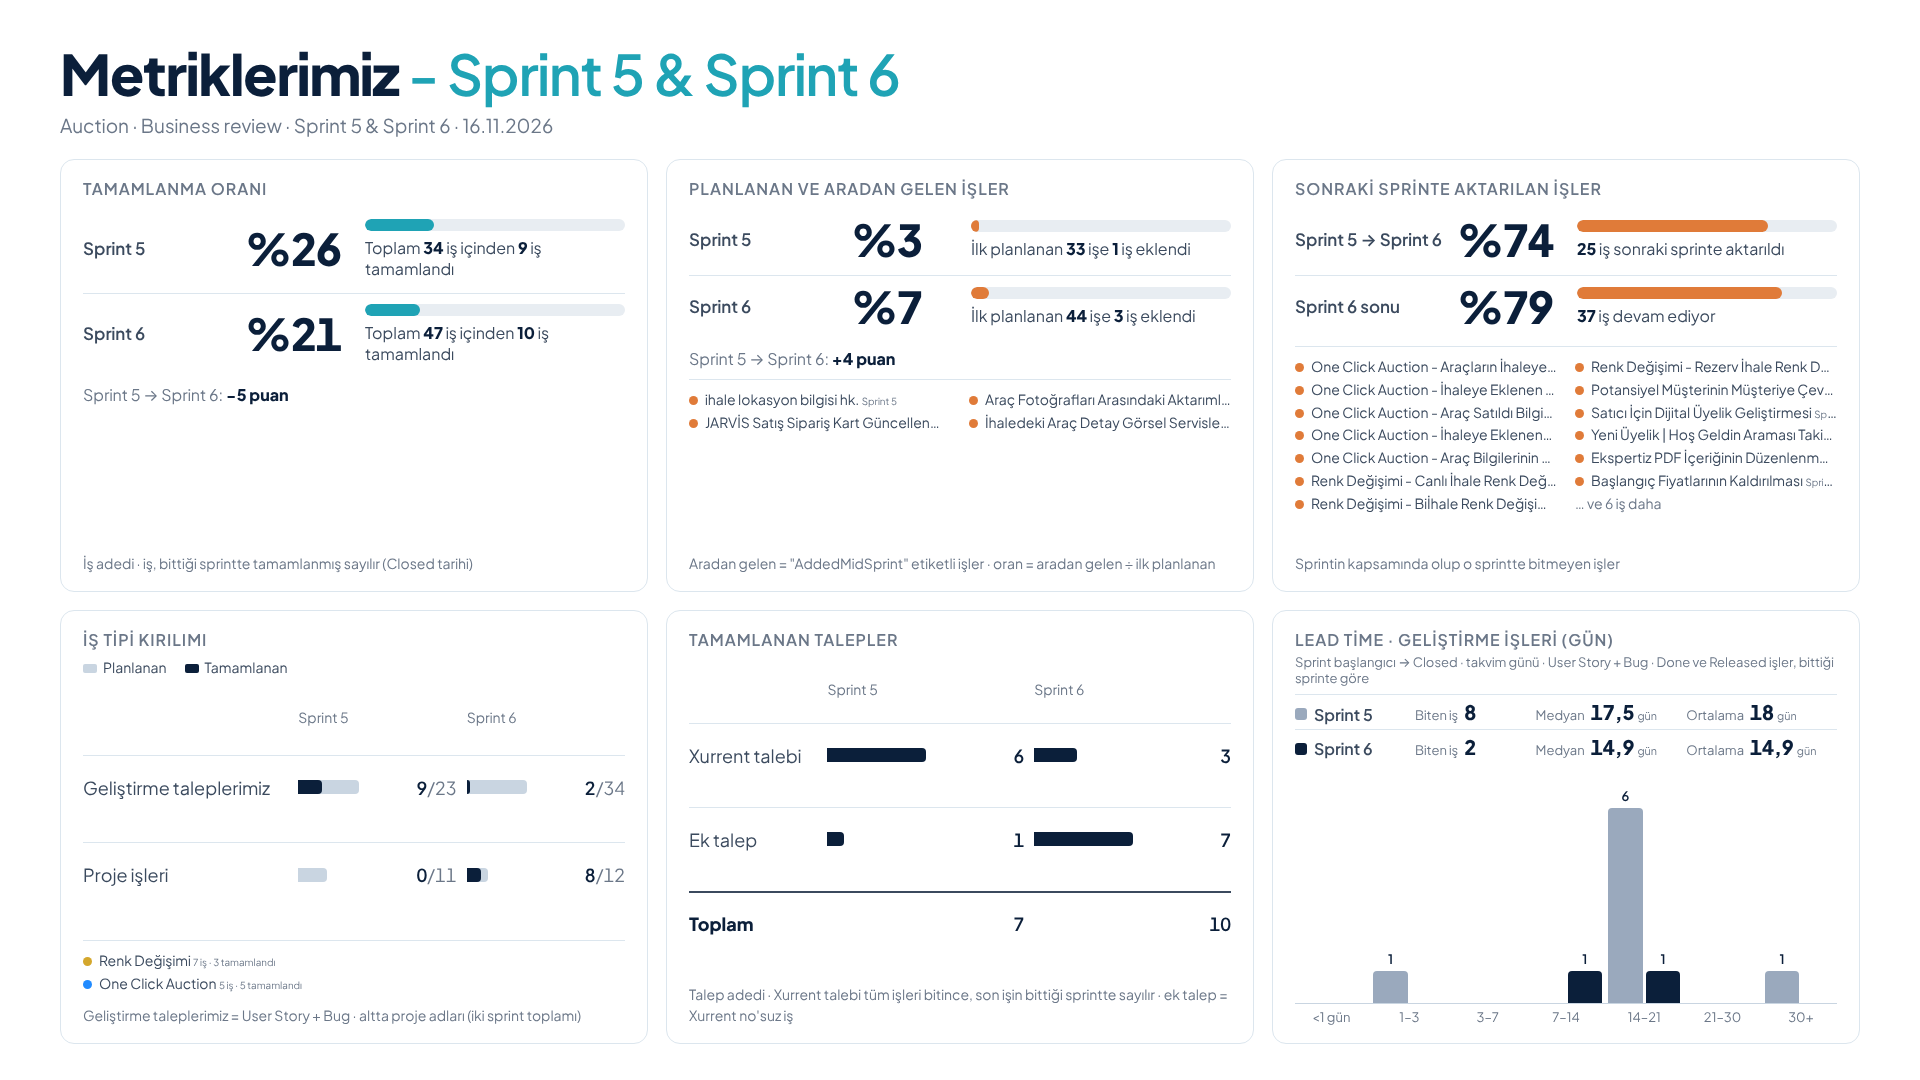 Metriklerimiz - Sprint 5 & Sprint 6
Auction · Business review · Sprint 5 & Sprint 6 · 16.11.2026
TAMAMLANMA ORANI
Sprint 5
%26
Toplam 34 iş içinden 9 iş
tamamlandı
Sprint 6
%21
Toplam 47 iş içinden 10 iş
tamamlandı
Sprint 5 → Sprint 6: -5 puan
İş adedi · iş, bittiği sprintte tamamlanmış sayılır (Closed tarihi)
PLANLANAN VE ARADAN GELEN İŞLER
Sprint 5
%3
İlk planlanan 33 işe 1 iş eklendi
Sprint 6
%7
İlk planlanan 44 işe 3 iş eklendi
Sprint 5 → Sprint 6: +4 puan
ihale lokasyon bilgisi hk. Sprint 5
Araç Fotoğrafları Arasındaki Aktarıml...
JARVİS Satış Sipariş Kart Güncellen...
İhaledeki Araç Detay Görsel Servisle...
Aradan gelen = "AddedMidSprint" etiketli işler · oran = aradan gelen ÷ ilk planlanan
SONRAKİ SPRİNTE AKTARILAN İŞLER
Sprint 5 → Sprint 6
%74
25 iş sonraki sprinte aktarıldı
Sprint 6 sonu
%79
37 iş devam ediyor
One Click Auction - Araçların İhaleye...
Renk Değişimi - Rezerv İhale Renk D...
One Click Auction - İhaleye Eklenen ...
Potansiyel Müşterinin Müşteriye Çev...
One Click Auction - Araç Satıldı Bilgi...
Satıcı İçin Dijital Üyelik Geliştirmesi Sp...
One Click Auction - İhaleye Eklenen...
Yeni Üyelik | Hoş Geldin Araması Taki...
One Click Auction - Araç Bilgilerinin ...
Ekspertiz PDF İçeriğinin Düzenlenm...
Renk Değişimi - Canlı İhale Renk Değ...
Başlangıç Fiyatlarının Kaldırılması Spri...
Renk Değişimi - Bilhale Renk Değişi...
... ve 6 iş daha
Sprintin kapsamında olup o sprintte bitmeyen işler
İŞ TİPİ KIRILIMI
Planlanan
Tamamlanan
Sprint 5
Sprint 6
Geliştirme taleplerimiz
9/23
2/34
Proje işleri
0/11
8/12
Renk Değişimi 7 iş · 3 tamamlandı
One Click Auction 5 iş · 5 tamamlandı
Geliştirme taleplerimiz = User Story + Bug · altta proje adları (iki sprint toplamı)
TAMAMLANAN TALEPLER
Sprint 5
Sprint 6
Xurrent talebi
6
3
Ek talep
1
7
Toplam
7
10
Talep adedi · Xurrent talebi tüm işleri bitince, son işin bittiği sprintte sayılır · ek talep =
Xurrent no'suz iş
LEAD TİME · GELİŞTİRME İŞLERİ (GÜN)
Sprint başlangıcı → Closed · takvim günü · User Story + Bug · Done ve Released işler, bittiği
sprinte göre
Sprint 5
Biten iş 8
Medyan 17,5 gün
Ortalama 18 gün
Sprint 6
Biten iş 2
Medyan 14,9 gün
Ortalama 14,9 gün
6
1
1
1
1
<1 gün
1-3
3-7
7-14
14-21
21-30
30+